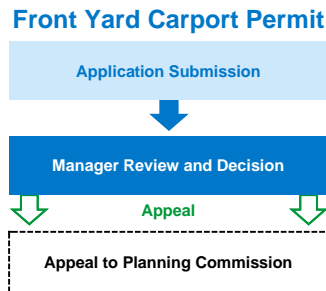 Front Yard Carport Permit
Application Submission
Manager Review and Decision
Appeal
Appeal to Planning Commission